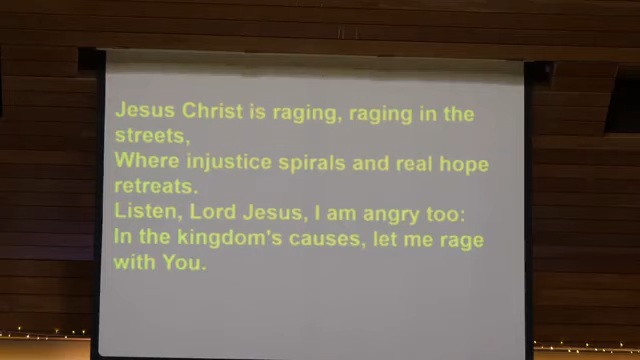 Jesus Christ is raging, raging in the
streets,
Where injustice spirals and real hope
retreats.
Listen, Lord Jesus, I am angry too:
In the kingdom's causes, let me rage
with You.